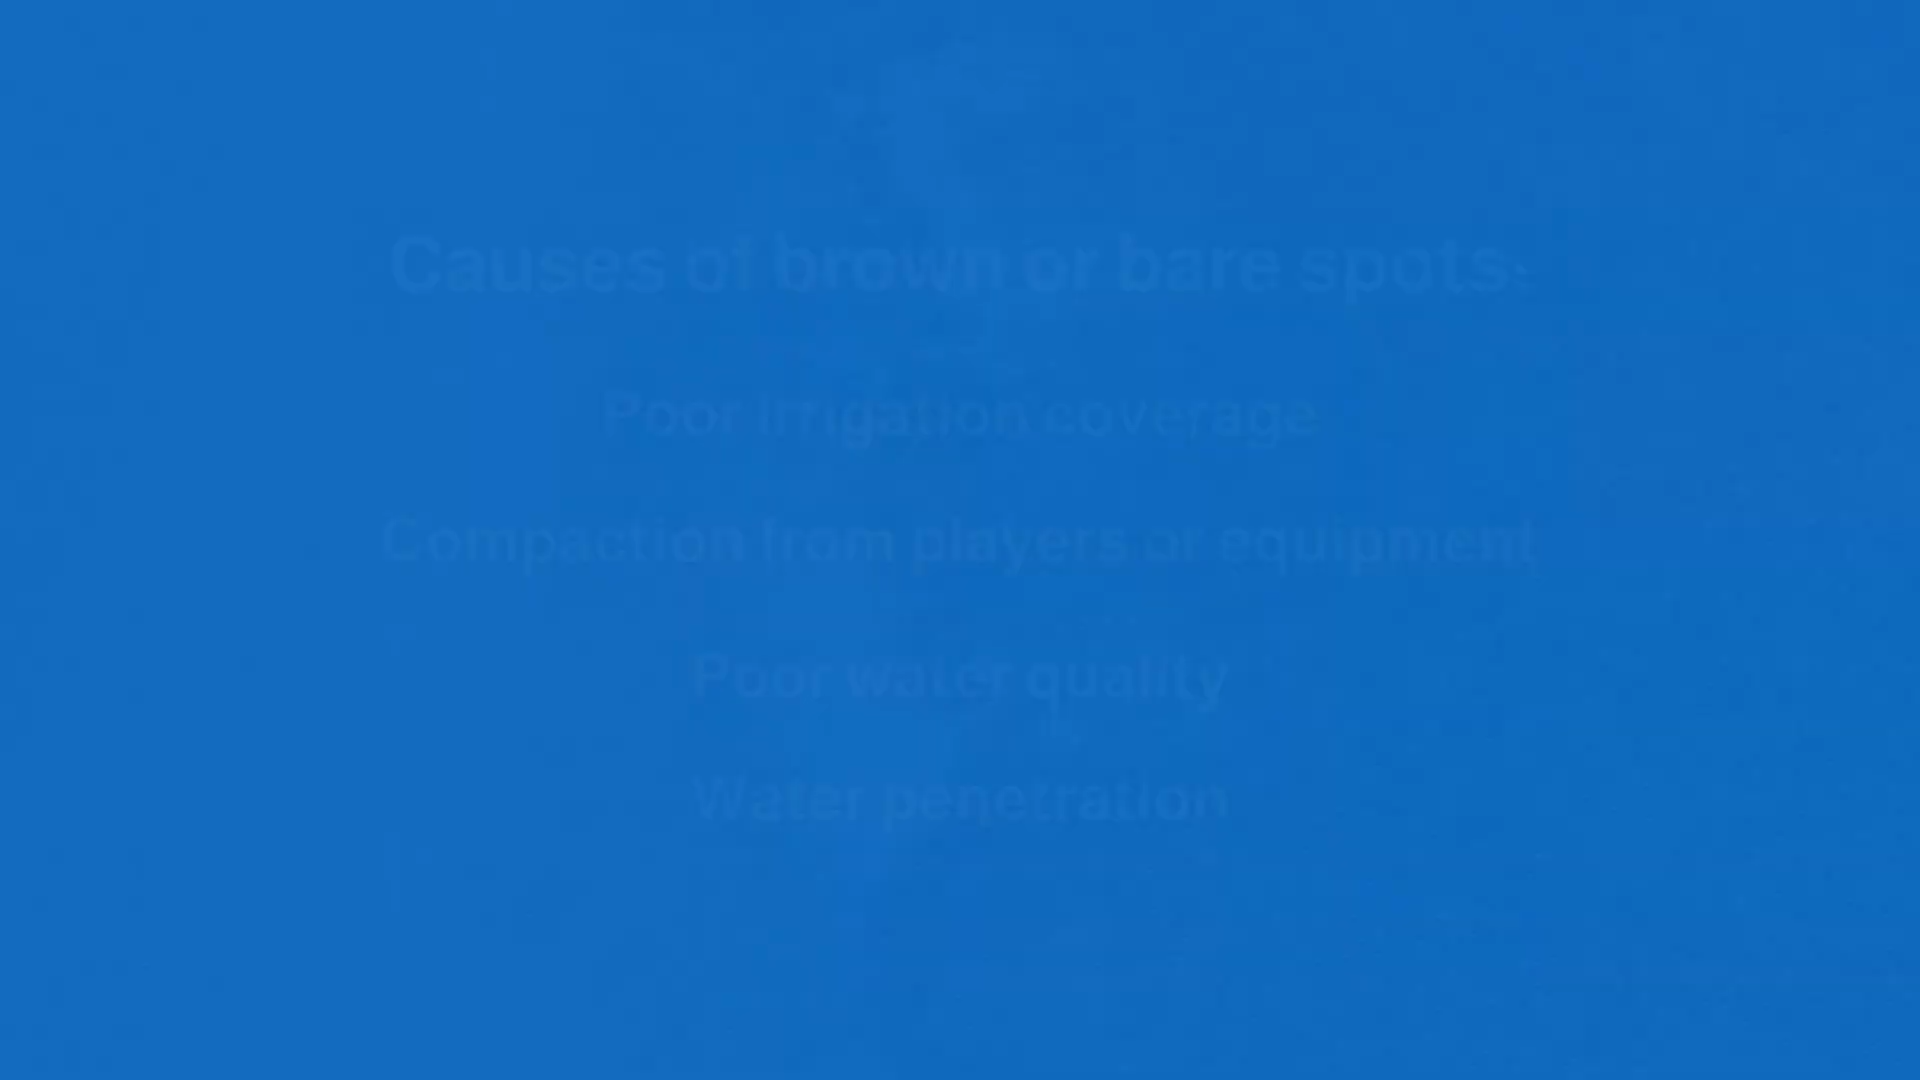 Causes of brown or bare spots:
Poor irrigation coverage
Compaction from players or equipment
Poor water quality
Water penetration